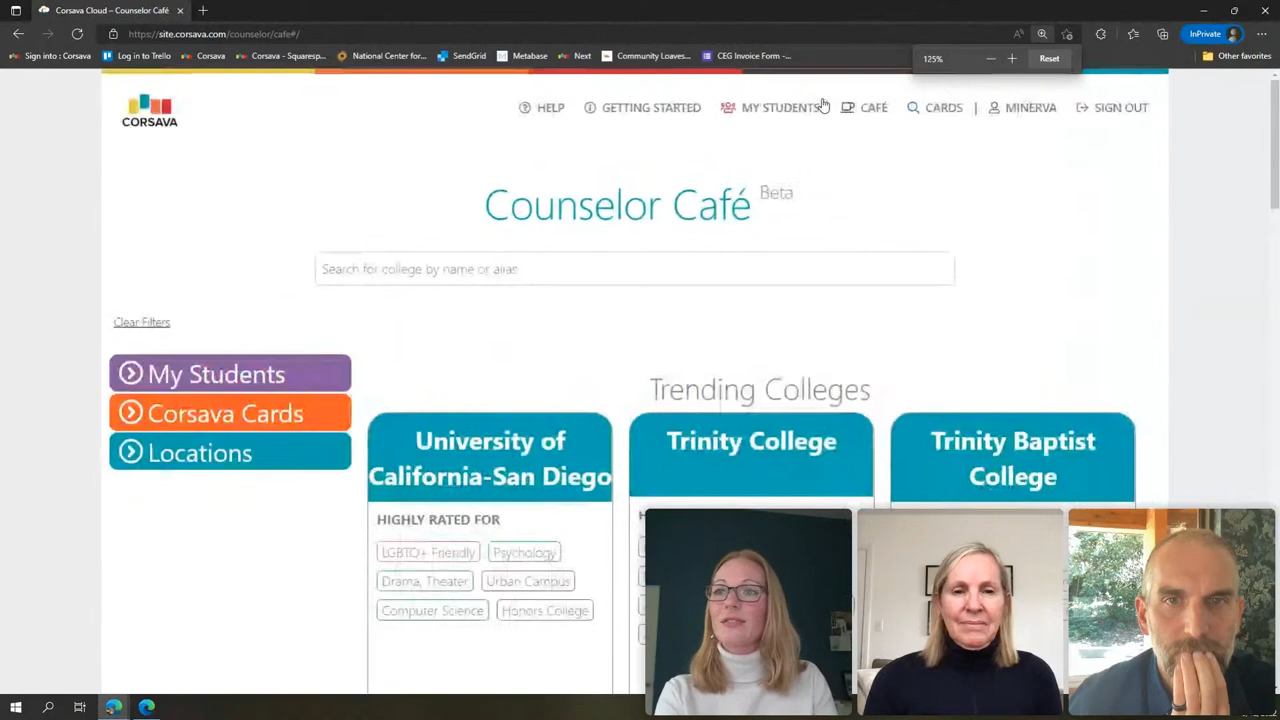 Corsava Cloud – Counselor Café
https://site.corsava.com/counselor/cafe#/
InPrivate
Sign into : Corsava
Log in to Trello
Corsava
Corsava - Squaresp...
National Center for...
SendGrid
Metabase
Next
Community Loaves...
CEG Invoice Form -...
Other favorites
125%
Reset
CORSAVA
HELP
GETTING STARTED
MY STUDENTS
CAFÉ
CARDS
MINERVA
SIGN OUT
Counselor Café Beta
Search for college by name or alias
Clear Filters
My Students
Corsava Cards
Locations
Trending Colleges
University of
California-San Diego
HIGHLY RATED FOR
LGBTQ+ Friendly
Psychology
Drama, Theater
Urban Campus
Computer Science
Honors College
Trinity College
Trinity Baptist
College